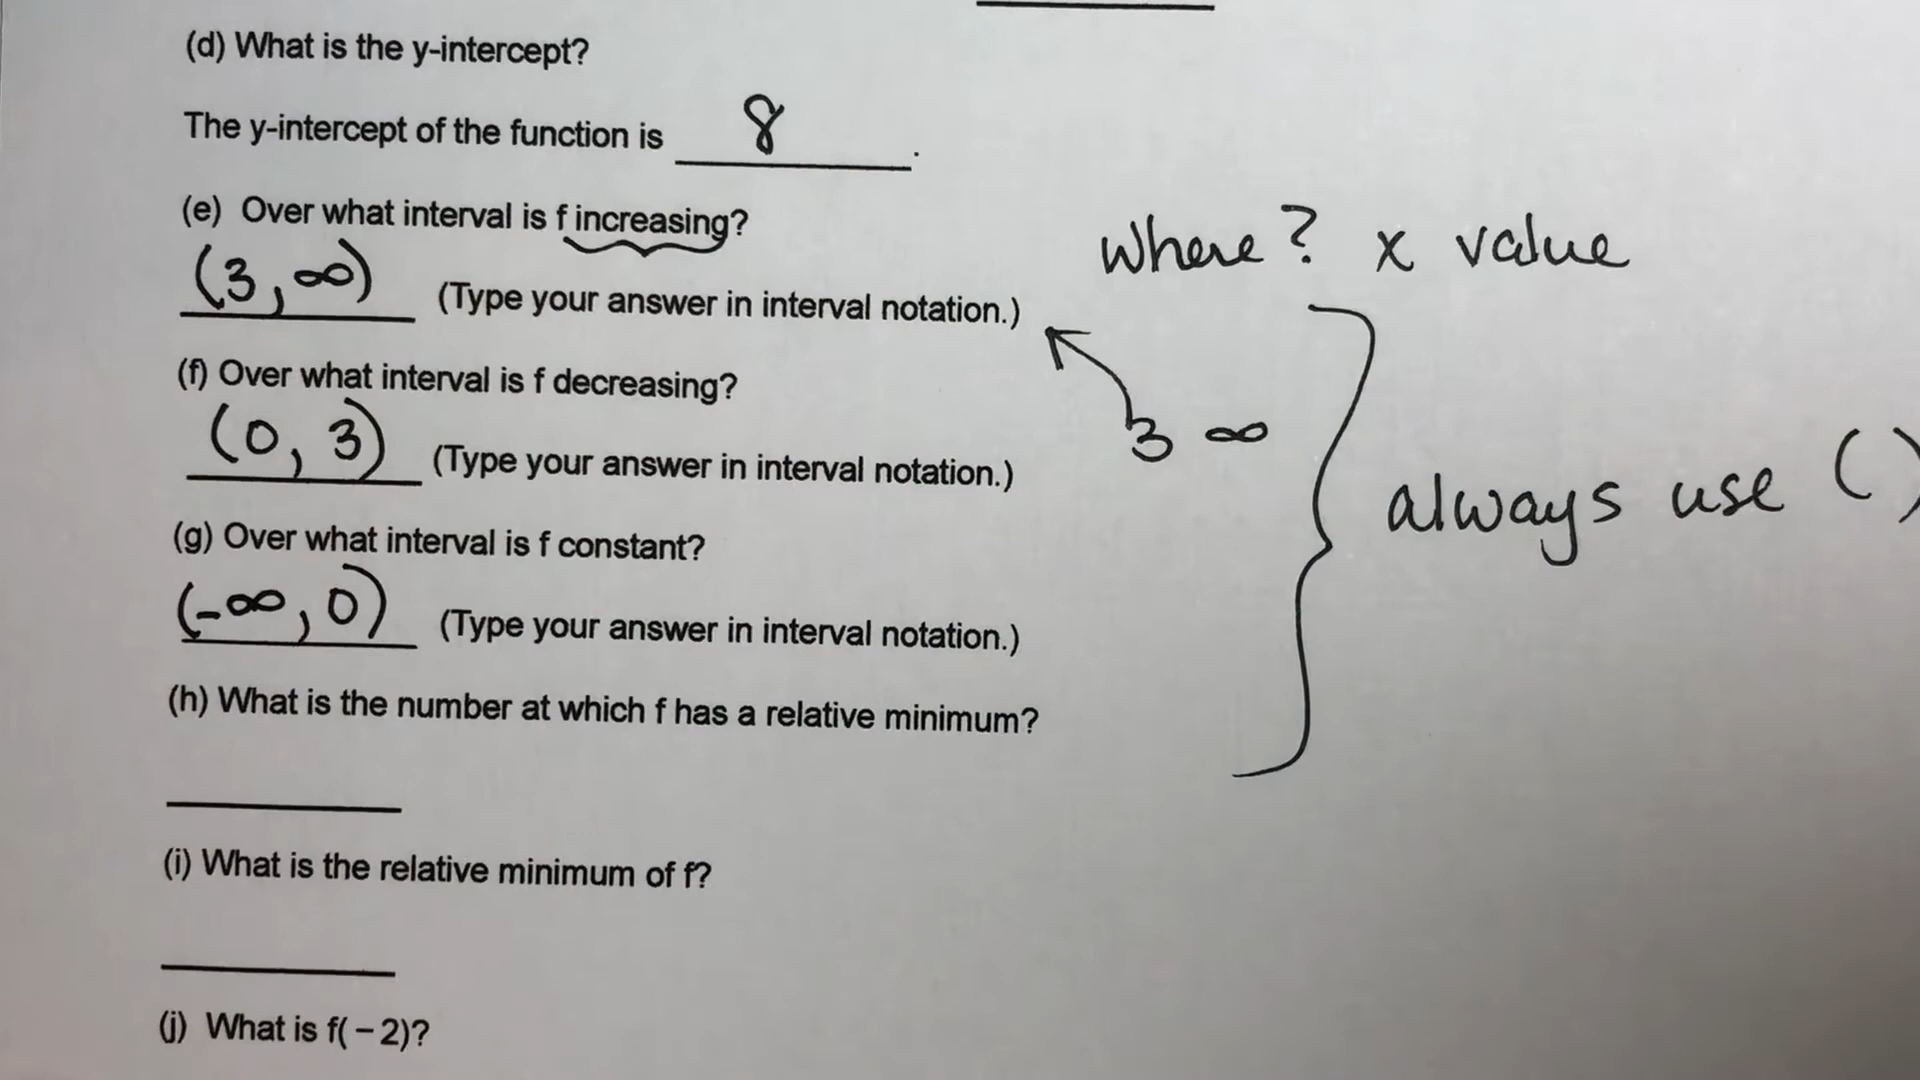 (d) What is the y-intercept?
The y-intercept of the function is 8.
(e) Over what interval is f increasing?
(3, ∞) (Type your answer in interval notation.)
where? x value
(f) Over what interval is f decreasing?
3 ∞
(0, 3) (Type your answer in interval notation.)
always use ( )
(g) Over what interval is f constant?
(-∞, 0) (Type your answer in interval notation.)
(h) What is the number at which f has a relative minimum?
(i) What is the relative minimum of f?
(j) What is f( − 2)?